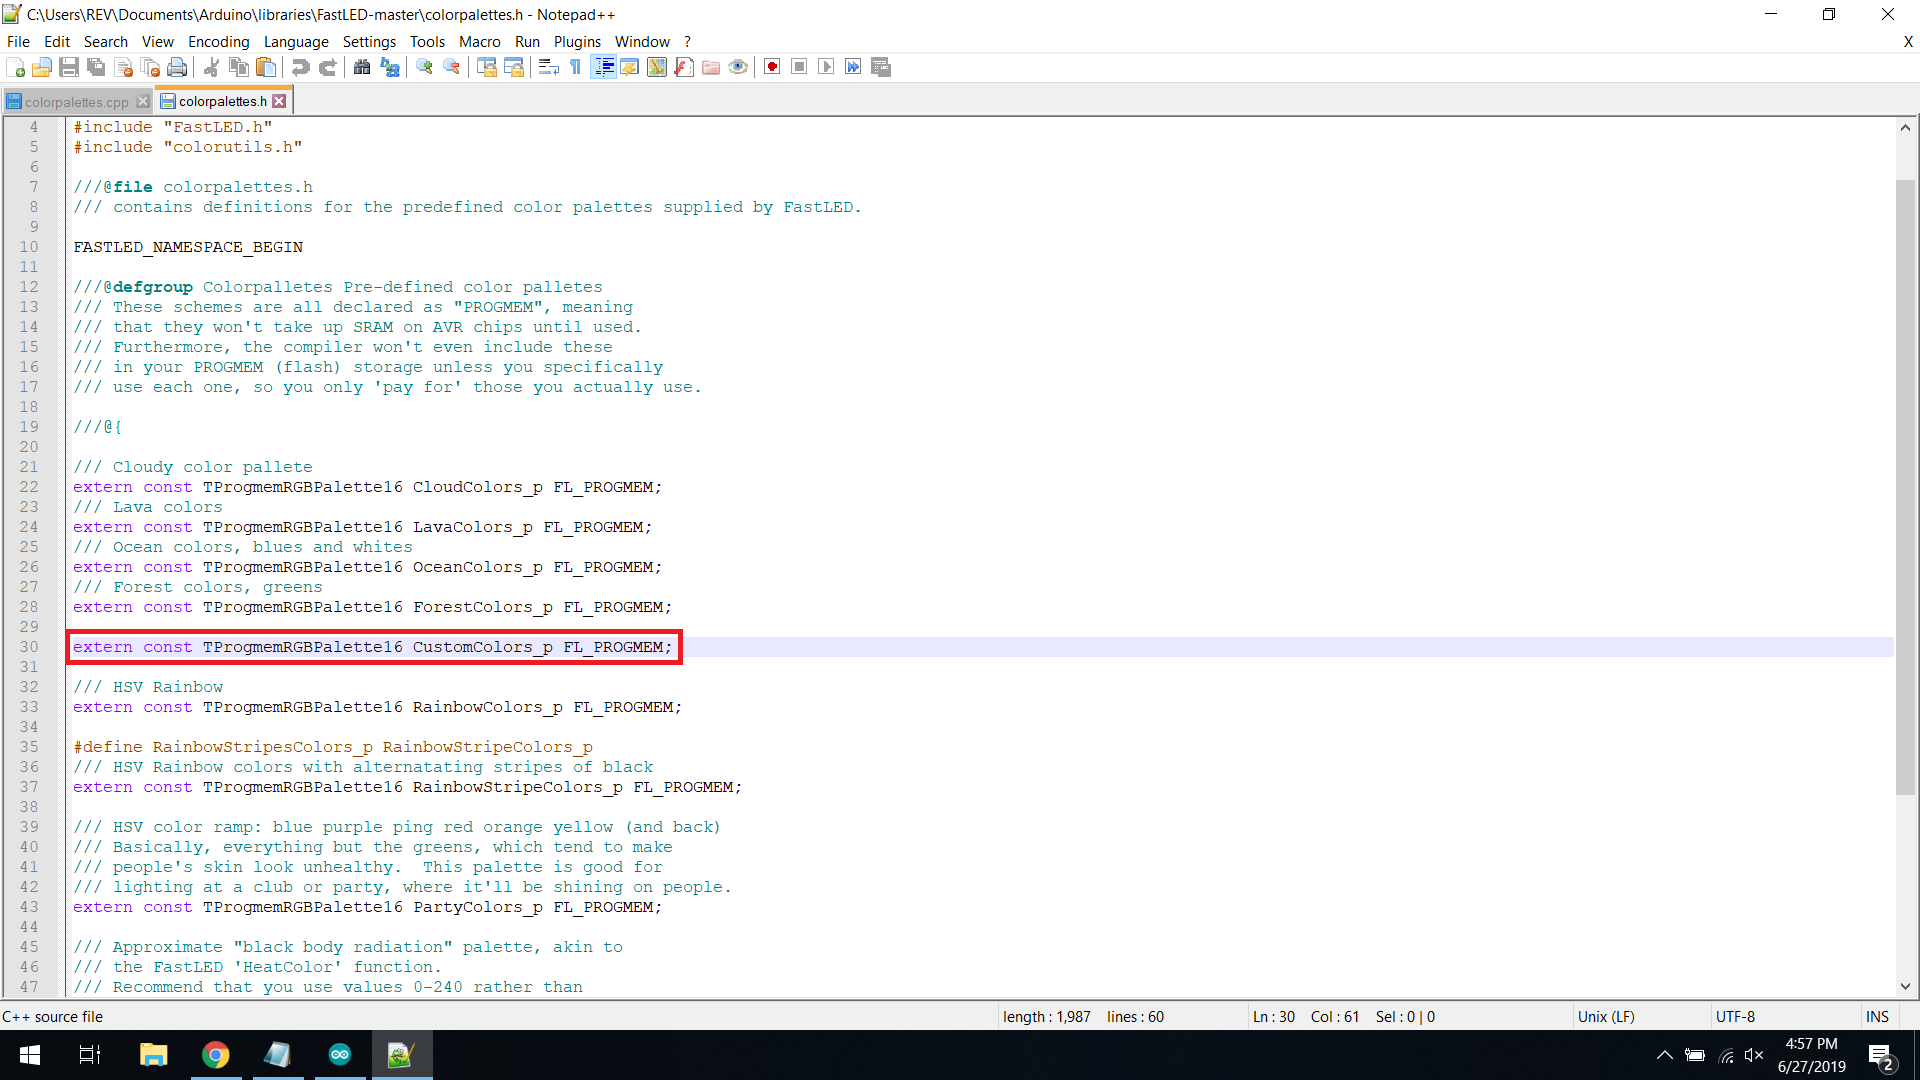 C:\Users\REV\Documents\Arduino\libraries\FastLED-master\colorpalettes.h - Notepad++
File Edit Search View Encoding Language Settings Tools Macro Run Plugins Window ? X
colorpalettes.cpp colorpalettes.h
4 #include "FastLED.h"
5 #include "colorutils.h"
6
7 ///@file colorpalettes.h
8 /// contains definitions for the predefined color palettes supplied by FastLED.
9
10 FASTLED_NAMESPACE_BEGIN
11
12 ///@defgroup Colorpalletes Pre-defined color palletes
13 /// These schemes are all declared as "PROGMEM", meaning
14 /// that they won't take up SRAM on AVR chips until used.
15 /// Furthermore, the compiler won't even include these
16 /// in your PROGMEM (flash) storage unless you specifically
17 /// use each one, so you only 'pay for' those you actually use.
18
19 ///@{
20
21 /// Cloudy color pallete
22 extern const TProgmemRGBPalette16 CloudColors_p FL_PROGMEM;
23 /// Lava colors
24 extern const TProgmemRGBPalette16 LavaColors_p FL_PROGMEM;
25 /// Ocean colors, blues and whites
26 extern const TProgmemRGBPalette16 OceanColors_p FL_PROGMEM;
27 /// Forest colors, greens
28 extern const TProgmemRGBPalette16 ForestColors_p FL_PROGMEM;
29
30 extern const TProgmemRGBPalette16 CustomColors_p FL_PROGMEM;
31
32 /// HSV Rainbow
33 extern const TProgmemRGBPalette16 RainbowColors_p FL_PROGMEM;
34
35 #define RainbowStripesColors_p RainbowStripeColors_p
36 /// HSV Rainbow colors with alternatating stripes of black
37 extern const TProgmemRGBPalette16 RainbowStripeColors_p FL_PROGMEM;
38
39 /// HSV color ramp: blue purple ping red orange yellow (and back)
40 /// Basically, everything but the greens, which tend to make
41 /// people's skin look unhealthy.  This palette is good for
42 /// lighting at a club or party, where it'll be shining on people.
43 extern const TProgmemRGBPalette16 PartyColors_p FL_PROGMEM;
44
45 /// Approximate "black body radiation" palette, akin to
46 /// the FastLED 'HeatColor' function.
47 /// Recommend that you use values 0-240 rather than
C++ source file length : 1,987 lines : 60 Ln : 30 Col : 61 Sel : 0 | 0 Unix (LF) UTF-8 INS
4:57 PM
6/27/2019
2